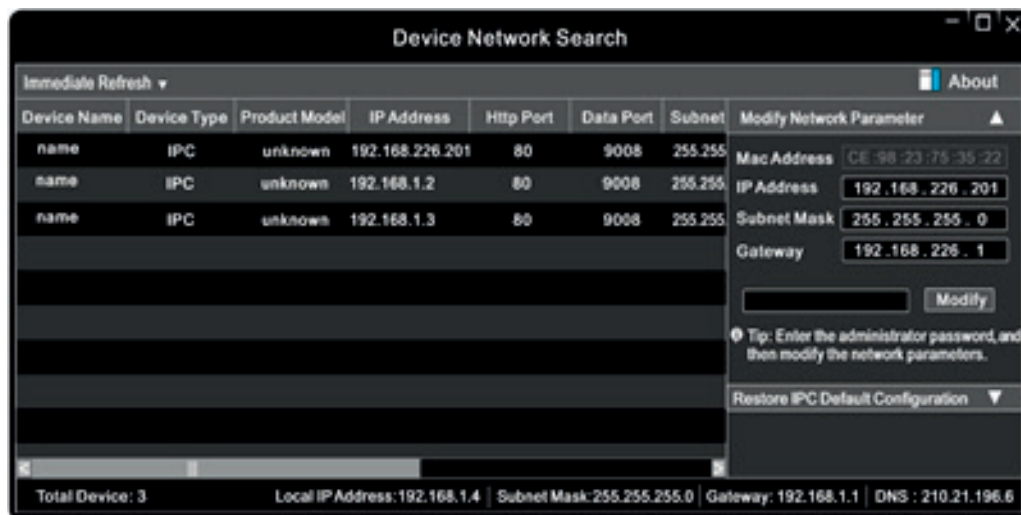 Device Network Search
Immediate Refresh ▾ About
Device Name Device Type Product Model IP Address Http Port Data Port Subnet
name IPC unknown 192.168.226.201 80 9008 255.255
name IPC unknown 192.168.1.2 80 9008 255.255.
name IPC unknown 192.168.1.3 80 9008 255.255.
Modify Network Parameter
Mac Address CE :98 :23 :75 :35 :22
IP Address 192 .168 . 226 . 201
Subnet Mask 255 . 255 . 255 . 0
Gateway 192 .168 . 226 . 1
Modify
Tip: Enter the administrator password, and
then modify the network parameters.
Restore IPC Default Configuration
Total Device: 3 Local IP Address:192.168.1.4 Subnet Mask:255.255.255.0 Gateway: 192.168.1.1 DNS : 210.21.196.6